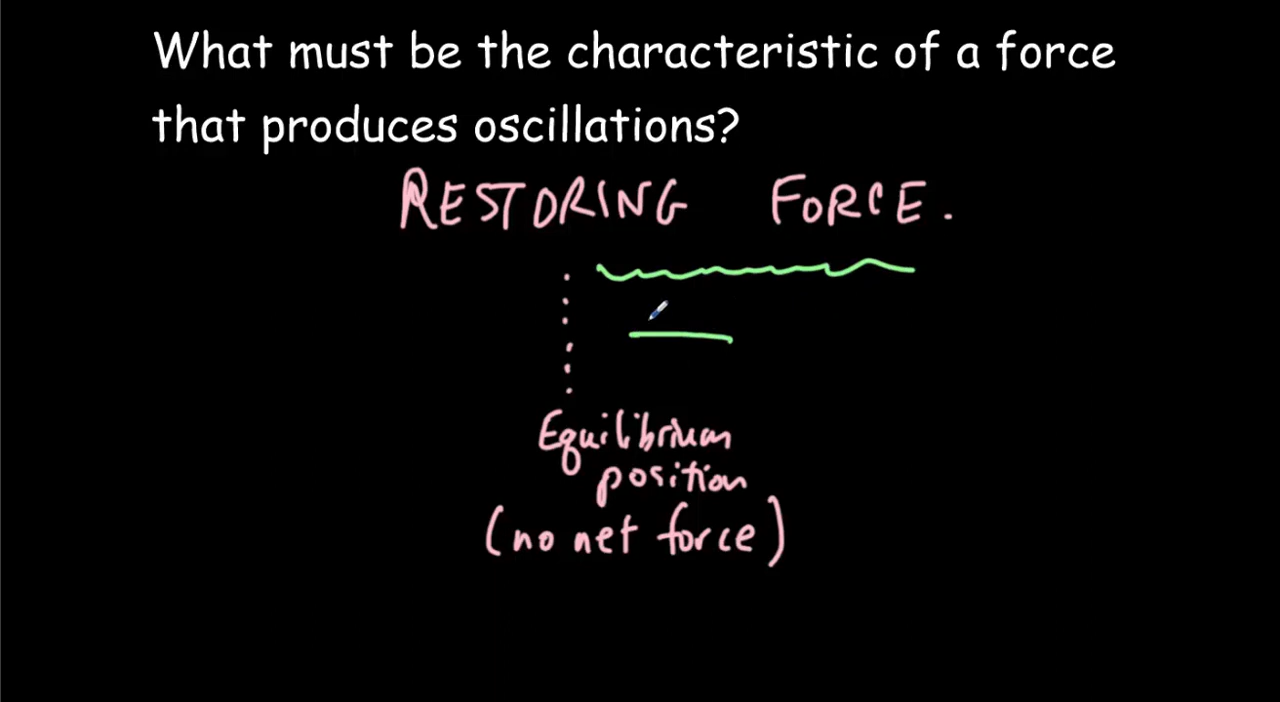 What must be the characteristic of a force
that produces oscillations?
RESTORING FORCE.
Equilibrium
position
(no net force)